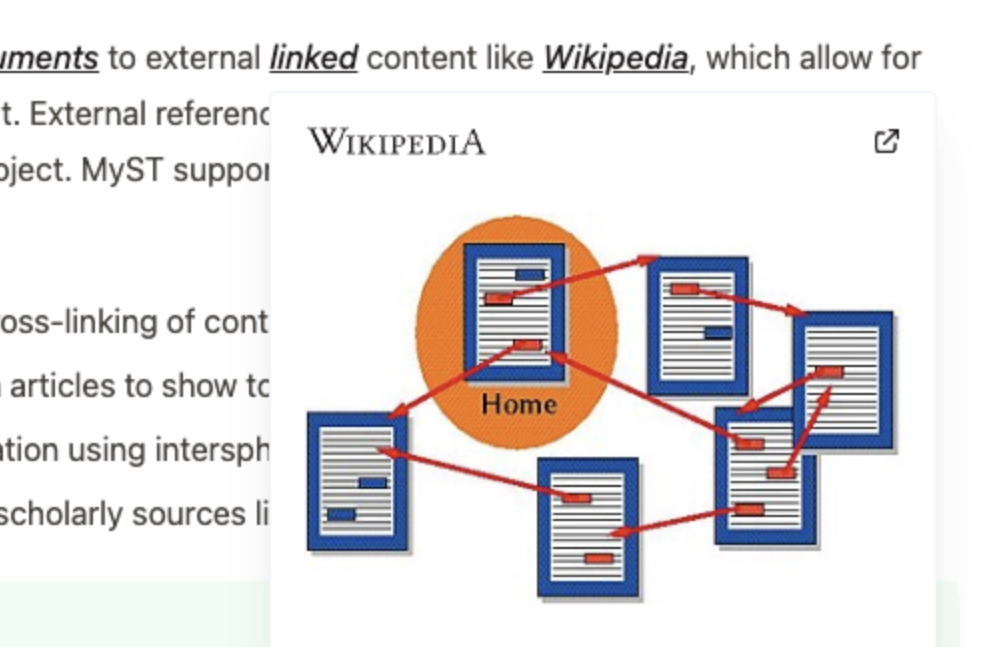 uments to external linked content like Wikipedia, which allow for
t. External referenc
WIKIPEDIA
oject. MyST suppor
Home
oss-linking of cont
articles to show to
ation using intersph
scholarly sources li